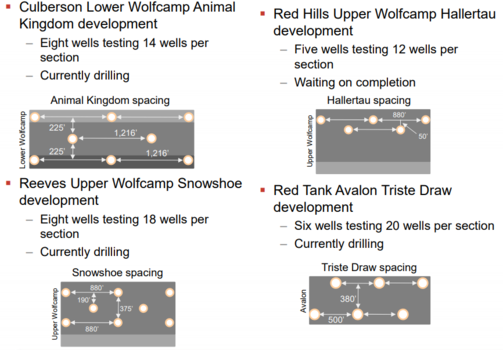 ▪ Culberson Lower Wolfcamp Animal
Kingdom development
– Eight wells testing 14 wells per
section
– Currently drilling
Animal Kingdom spacing
Lower Wolfcamp
225'
1,216'
225'
1,216'
▪ Reeves Upper Wolfcamp Snowshoe
development
– Eight wells testing 18 wells per
section
– Currently drilling
Snowshoe spacing
Upper Wolfcamp
880'
190'
375'
880'
▪ Red Hills Upper Wolfcamp Hallertau
development
– Five wells testing 12 wells per
section
– Waiting on completion
Hallertau spacing
Upper Wolfcamp
880'
50'
▪ Red Tank Avalon Triste Draw
development
– Six wells testing 20 wells per section
– Currently drilling
Triste Draw spacing
Avalon
380'
500'